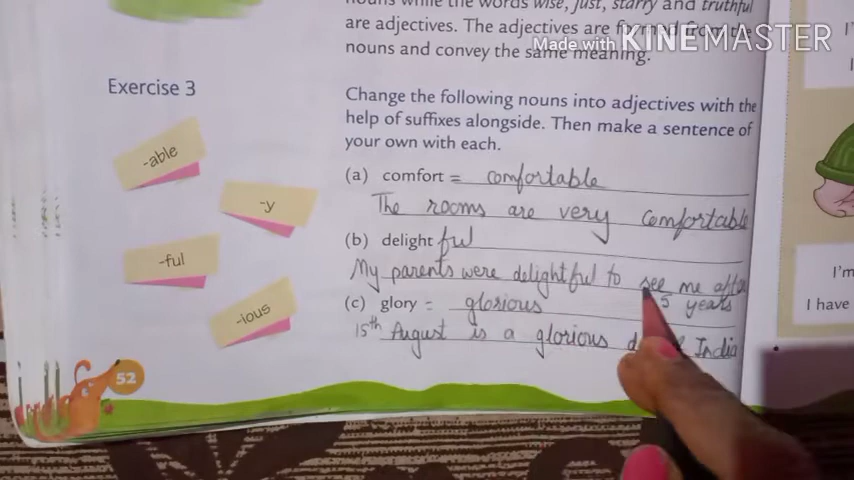 nouns while the words wise, just, starry and truthful
are adjectives. The adjectives are formed from the
nouns and convey the same meaning.
Made with KINEMASTER
Exercise 3
Change the following nouns into adjectives with the
help of suffixes alongside. Then make a sentence of
your own with each.
-able
-y
-ful
-ious
(a) comfort = comfortable
The rooms are very comfortable
(b) delight ful
My parents were delightful to see me after
5 years
(c) glory = glorious
15th August is a glorious India
52
I'm
I have